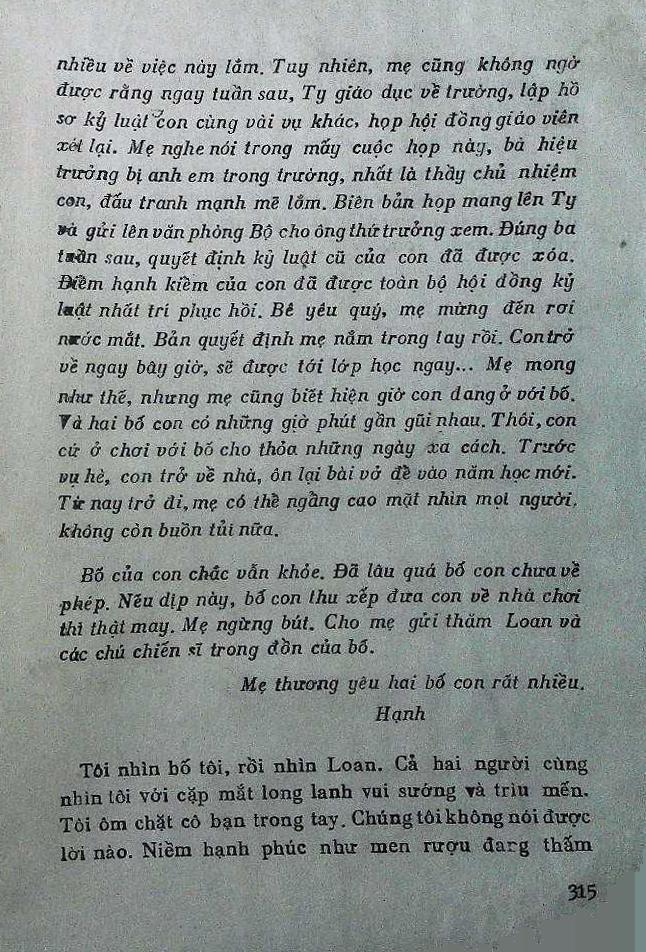 nhiều về việc này lắm. Tuy nhiên, mẹ cũng không ngờ
được rằng ngay tuần sau, Ty giáo dục về trường, lập hồ
sơ kỷ luật con cùng vài vụ khác, họp hội đồng giáo viên
xét lại. Mẹ nghe nói trong mấy cuộc họp này, bà hiệu
trưởng bị anh em trong trường, nhất là thầy chủ nhiệm
con, đấu tranh mạnh mẽ lắm. Biên bản họp mang lên Ty
và gửi lên văn phòng Bộ cho ông thứ trưởng xem. Đúng ba
tuần sau, quyết định kỷ luật cũ của con đã được xóa.
Điểm hạnh kiểm của con đã được toàn bộ hội đồng kỷ
luật nhất trí phục hồi. Bê yêu quý, mẹ mừng đến rơi
nước mắt. Bản quyết định mẹ nắm trong tay rồi. Con trở
về ngay bây giờ, sẽ được tới lớp học ngay... Mẹ mong
như thế, nhưng mẹ cũng biết hiện giờ con dang ở với bố.
Và hai bố con có những giờ phút gần gũi nhau. Thôi, con
cứ ở chơi với bố cho thỏa những ngày xa cách. Trước
vụ hè, con trở về nhà, ôn lại bài vở để vào năm học mới.
Từ nay trở đi, mẹ có thể ngẩng cao mặt nhìn mọi người.
không còn buồn tủi nữa.
Bố của con chắc vẫn khỏe. Đã lâu quá bố con chưa về
phép. Nếu dịp này, bố con thu xếp đưa con về nhà chơi
thì thật may. Mẹ ngừng bút. Cho mẹ gửi thăm Loan và
các chú chiến sĩ trong đồn của bố.
Mẹ thương yêu hai bố con rất nhiều.
Hạnh
Tôi nhìn bố tôi, rồi nhìn Loan. Cả hai người cùng
nhìn tôi với cặp mắt long lanh vui sướng và trìu mến.
Tôi ôm chặt cô bạn trong tay. Chúng tôi không nói được
lời nào. Niềm hạnh phúc như men rượu đang thấm
315